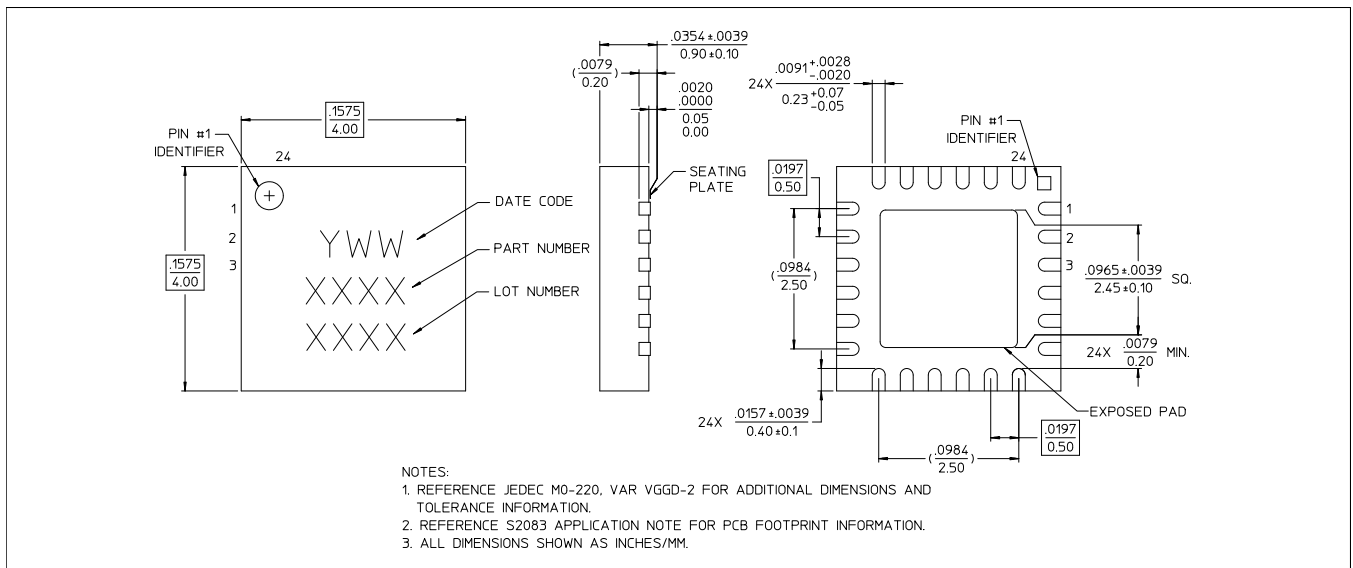 .1575
4.00
PIN #1
IDENTIFIER
24
1
2
3
.1575
4.00
YWW
XXXX
XXXX
DATE CODE
PART NUMBER
LOT NUMBER
.0354±.0039
0.90±0.10
(.0079)
0.20
.0020
.0000
0.05
0.00
SEATING
PLATE
24X .0091 +.0028 -.0020
0.23 +0.07 -0.05
PIN #1
IDENTIFIER
24
.0197
0.50
1
2
3
(.0984)
2.50
.0965±.0039
2.45±0.10 SQ.
24X .0079 MIN.
0.20
EXPOSED PAD
24X .0157±.0039
0.40±0.1
.0197
0.50
(.0984)
2.50
NOTES:
1. REFERENCE JEDEC MO-220, VAR VGGD-2 FOR ADDITIONAL DIMENSIONS AND
TOLERANCE INFORMATION.
2. REFERENCE S2083 APPLICATION NOTE FOR PCB FOOTPRINT INFORMATION.
3. ALL DIMENSIONS SHOWN AS INCHES/MM.